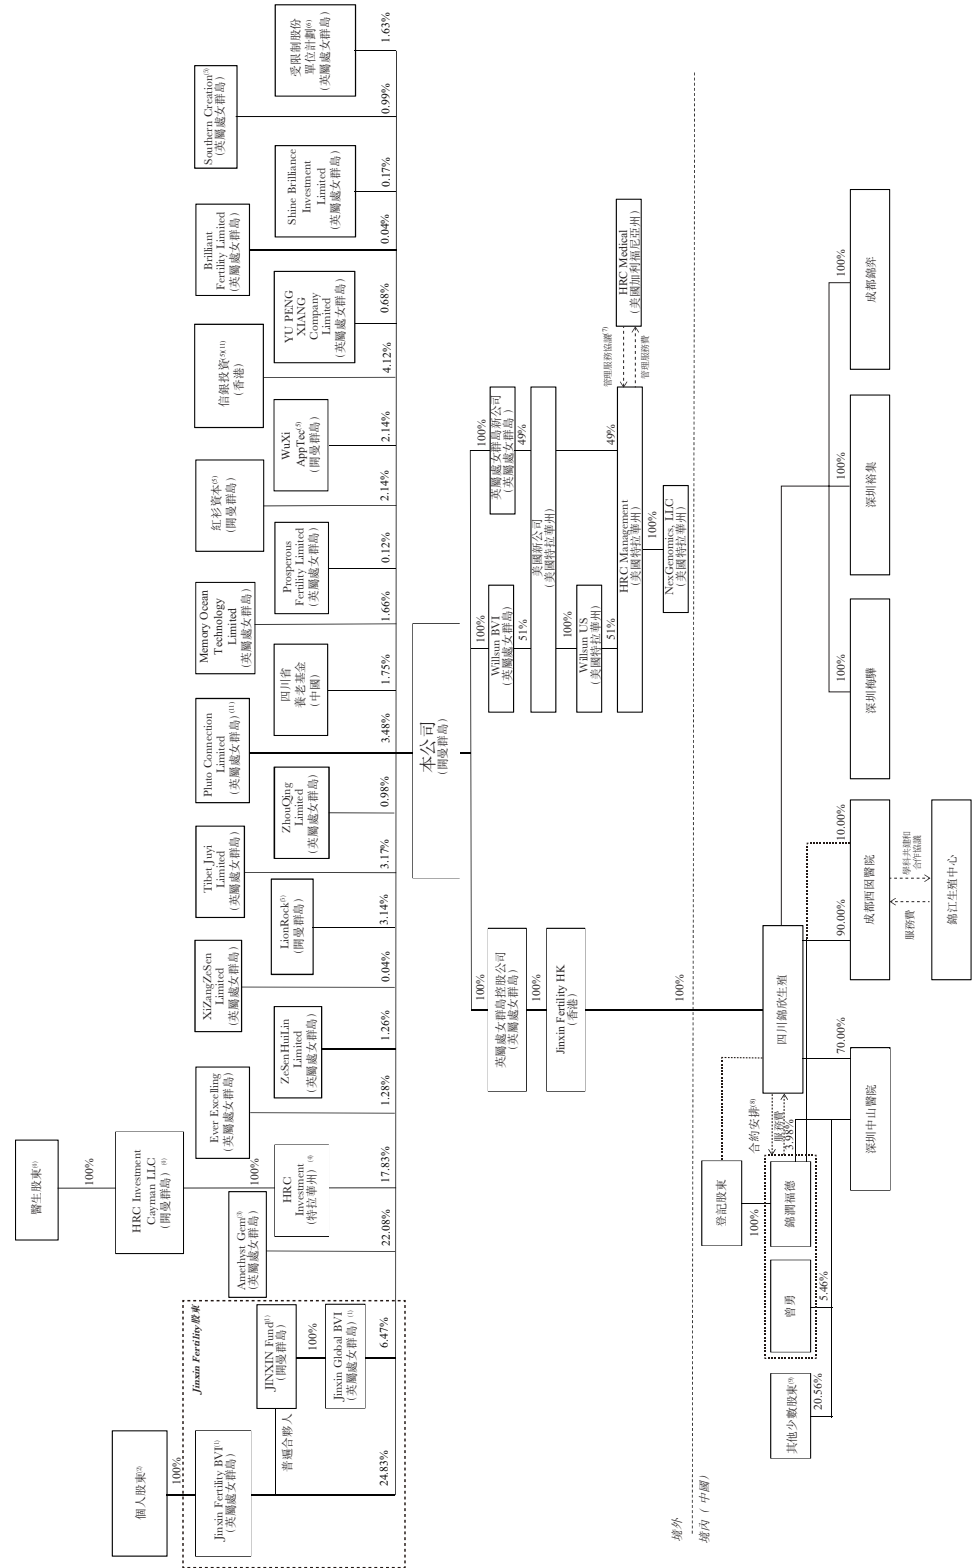 醫生股東⁽⁶⁾
100%
HRC Investment
Cayman LLC
(開曼群島) ⁽⁴⁾
100%
HRC
Investment
(特拉華州) ⁽⁴⁾
17.83%
個人股東⁽²⁾
100%
Jinxin Fertility股東
Jinxin Fertility BVI⁽¹⁾
(英屬處女群島)
普通合夥人
24.83%
JINXIN Fund⁽¹⁾
(開曼群島)
100%
Jinxin Global BVI
(英屬處女群島) ⁽¹⁾
6.47%
Amethyst Gem⁽³⁾
(英屬處女群島)
22.08%
Ever Excelling
(英屬處女群島)
1.28%
ZeSenHuiLin
Limited
(英屬處女群島)
1.26%
XiZangZeSen
Limited
(英屬處女群島)
0.04%
LionRock⁽⁵⁾
(開曼群島)
3.14%
Tibet Juyi
Limited
(英屬處女群島)
3.17%
ZhouQing
Limited
(英屬處女群島)
0.98%
Pluto Connection
Limited
(英屬處女群島)⁽¹¹⁾
3.48%
四川省
養老基金
(中國)
1.75%
Memory Ocean
Technology
Limited
(英屬處女群島)
1.66%
Prosperous
Fertility Limited
(英屬處女群島)
0.12%
紅杉資本⁽⁵⁾
(開曼群島)
2.14%
WuXi
AppTec⁽⁵⁾
(開曼群島)
2.14%
信銀投資⁽⁵⁾⁽¹¹⁾
(香港)
4.12%
YU PENG
XIANG
Company
Limited
(英屬處女群島)
0.68%
Brilliant
Fertility Limited
(英屬處女群島)
0.04%
Shine Brilliance
Investment
Limited
(英屬處女群島)
0.17%
Southern Creation⁽⁵⁾
(英屬處女群島)
0.99%
受限制股份
單位計劃⁽⁶⁾
(英屬處女群島)
1.63%
本公司
(開曼群島)
100%
英屬處女群島控股公司
(英屬處女群島)
100%
Jinxin Fertility HK
(香港)
100%
100%
Willsun BVI
(英屬處女群島)
51%
100%
英屬處女群島新公司
(英屬處女群島)
49%
美國新公司
(美國特拉華州)
100%
Willsun US
(美國特拉華州)
51%
49%
HRC Management
(美國特拉華州)
管理服務協議⁽⁷⁾
管理服務費
HRC Medical
(美國加利福尼亞州)
100%
NexGenomics, LLC
(美國特拉華州)
境外
境內 (中國)
登記股東
100%
合約安排⁽⁸⁾
服務費
3.98%
四川錦欣生殖
其他少數股東⁽⁹⁾
20.56%
曾勇
5.46%
錦潤福德
70.00%
深圳中山醫院
90.00%
10.00%
成都西囡醫院
服務費
學科共建和
合作協議
錦江生殖中心
100%
深圳梅驊
100%
深圳裕集
100%
成都錦弈